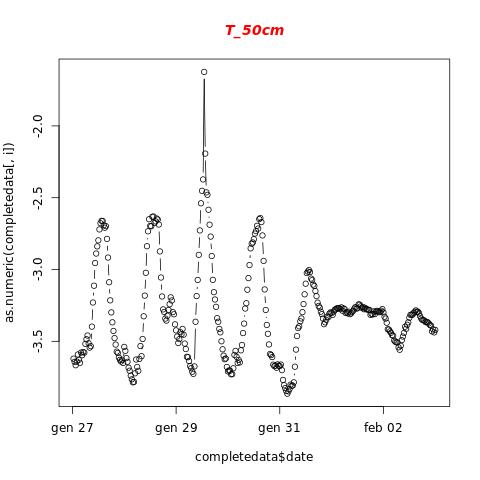 T_50cm
as.numeric(completedata[, i])
-2.0
-2.5
-3.0
-3.5
gen 27
gen 29
gen 31
feb 02
completedata$date